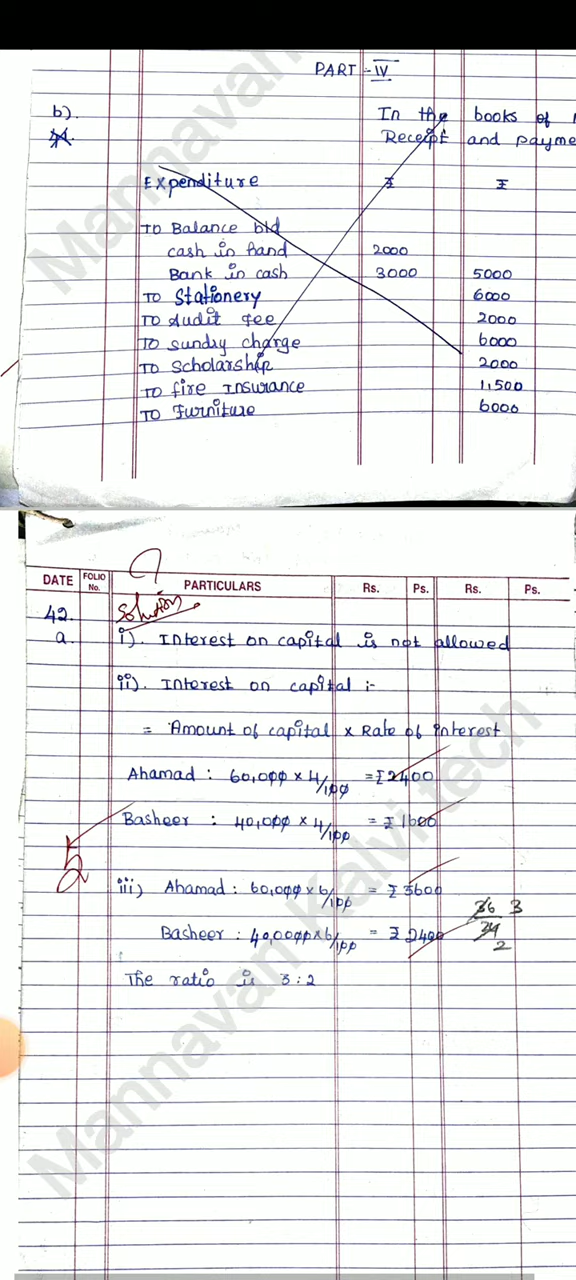 PART - IV
b).
In the books of
Receipt and payme
Expenditure ₹ ₹
TO Balance b/d
cash in hand 2000
Bank in cash 3000 5000
TO Stationery 6000
TO Audit fee 2000
TO Sundry charge 6000
TO Scholarship 2000
TO fire Insurance 1,500
TO Furniture 6000
DATE FOLIO No. PARTICULARS Rs. Ps. Rs. Ps.
42. Solution
a. i). Interest on capital is not allowed
ii). Interest on capital :-
= Amount of capital x Rate of interest
Ahamad : 60,000 x 4/100 = ₹ 2400
Basheer : 40,000 x 4/100 = ₹ 1600
iii) Ahamad : 60,000 x 6/100 = ₹ 3600
36 3
Basheer : 40,000 x 6/100 = ₹ 2400
24
2
The ratio is 3:2
Mannavan
Mannavan Kalvi tech